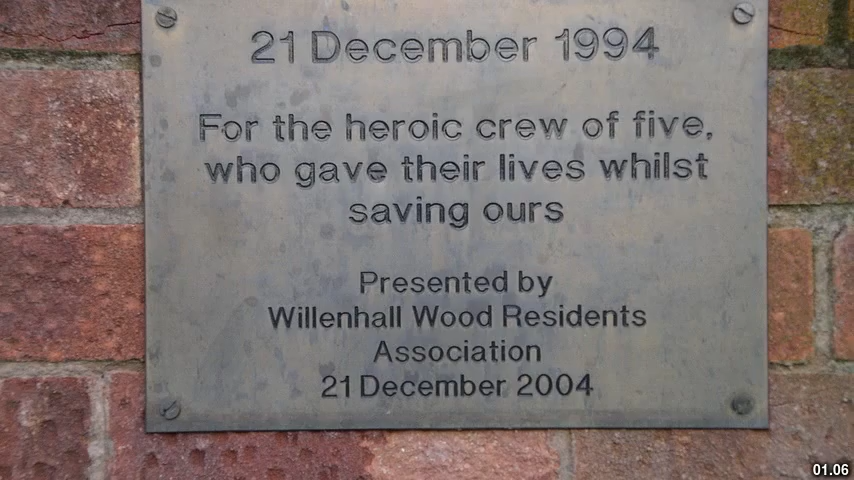 21 December 1994
For the heroic crew of five,
who gave their lives whilst
saving ours
Presented by
Willenhall Wood Residents
Association
21 December 2004
01.06